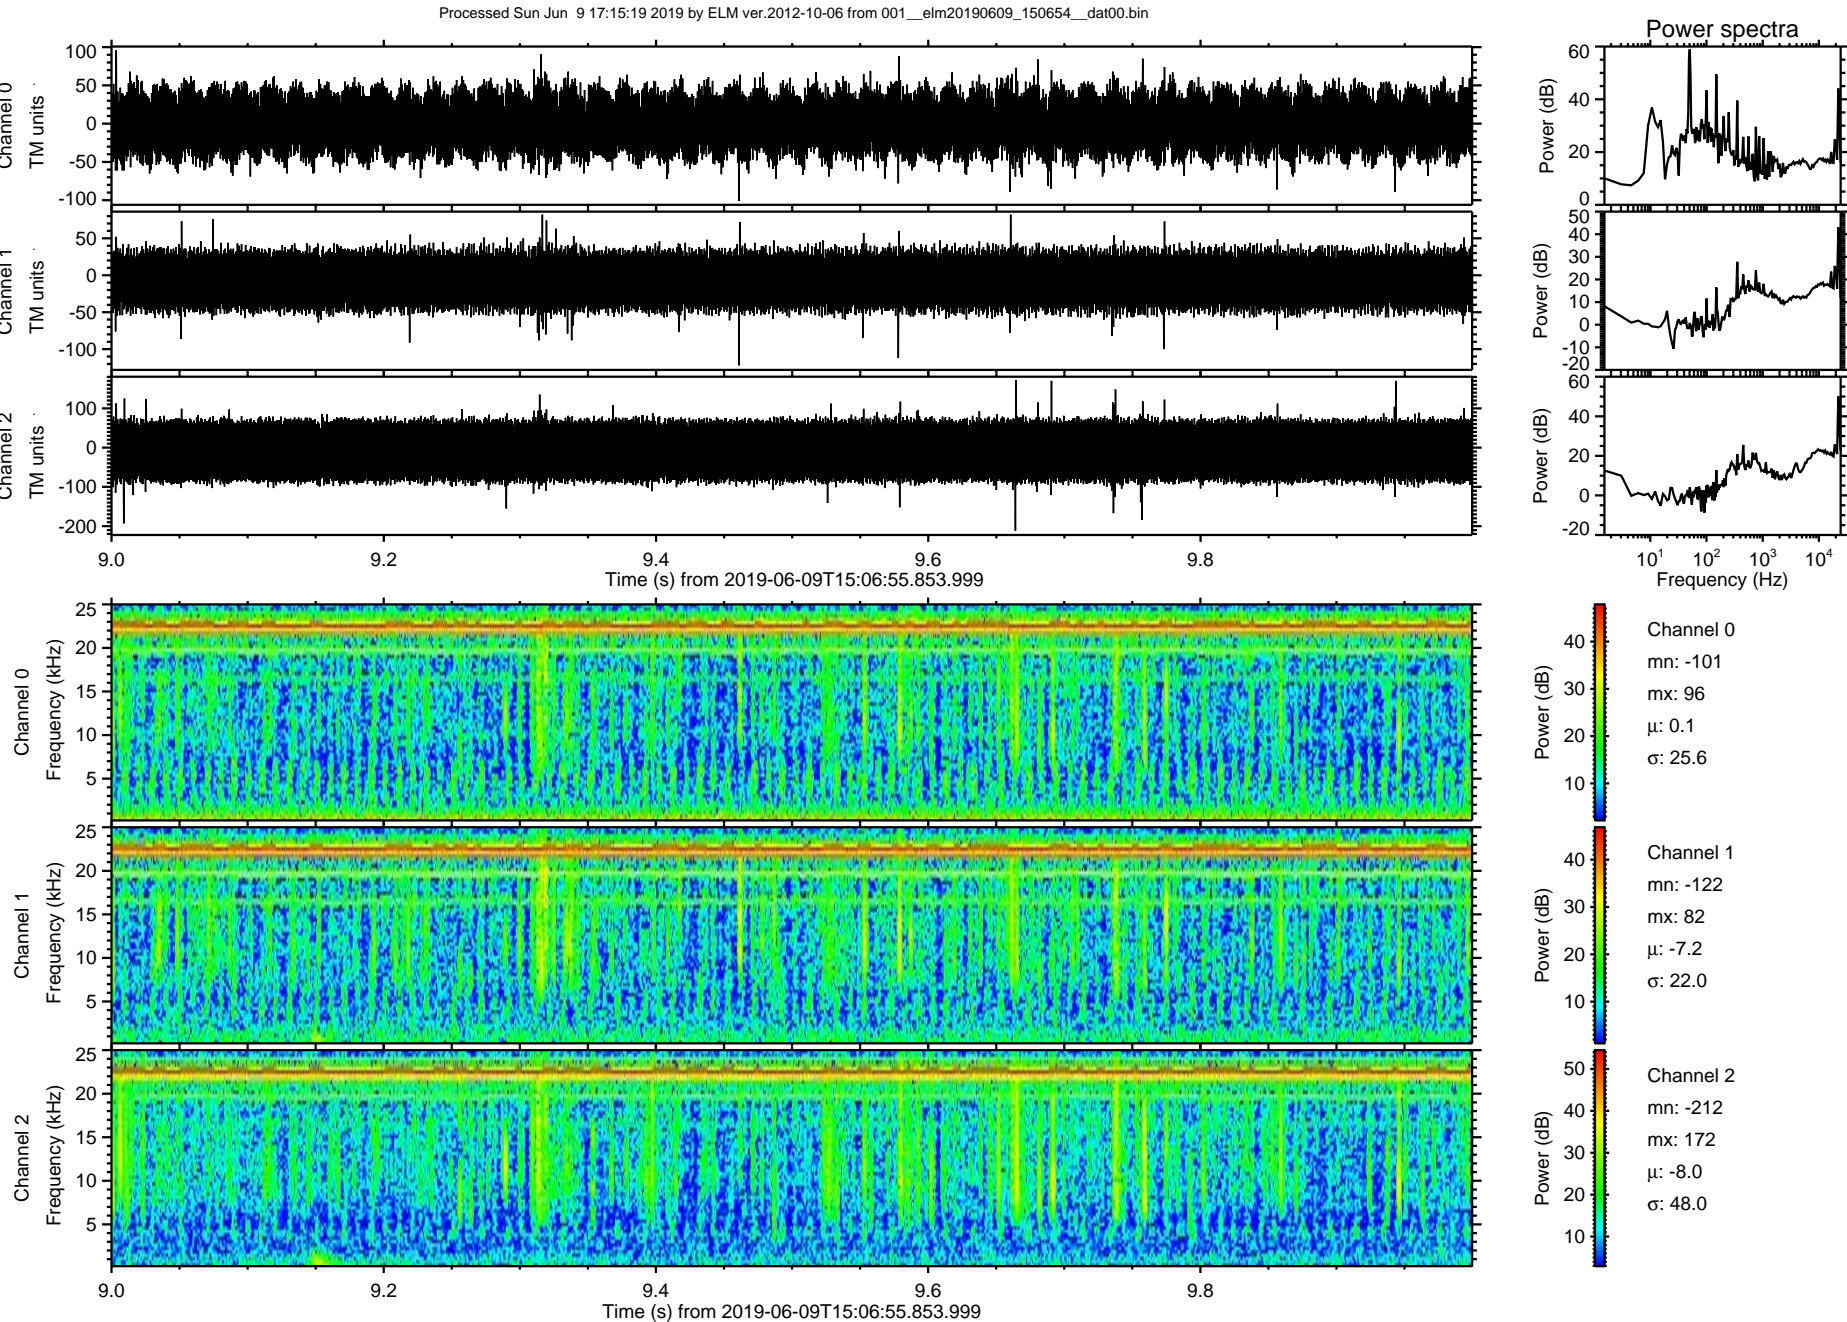 Processed Sun Jun 9 17:15:19 2019 by ELM ver.2012-10-06 from 001__elm20190609_150654__dat00.bin
Power spectra
Channel 0
TM units
100
50
0
-50
-100
Power (dB)
60
40
20
0
Channel 1
TM units
50
0
-50
-100
Power (dB)
50
40
30
20
10
0
-10
-20
Channel 2
TM units
100
0
-100
-200
Power (dB)
60
40
20
0
-20
9.0 9.2 9.4 9.6 9.8
Time (s) from 2019-06-09T15:06:55.853.999
10¹ 10² 10³ 10⁴
Frequency (Hz)
Channel 0
Frequency (kHz)
25
20
15
10
5
Power (dB)
40
30
20
10
Channel 0
mn: -101
mx: 96
μ: 0.1
σ: 25.6
Channel 1
Frequency (kHz)
25
20
15
10
5
Power (dB)
40
30
20
10
Channel 1
mn: -122
mx: 82
μ: -7.2
σ: 22.0
Channel 2
Frequency (kHz)
25
20
15
10
5
Power (dB)
50
40
30
20
10
Channel 2
mn: -212
mx: 172
μ: -8.0
σ: 48.0
9.0 9.2 9.4 9.6 9.8
Time (s) from 2019-06-09T15:06:55.853.999